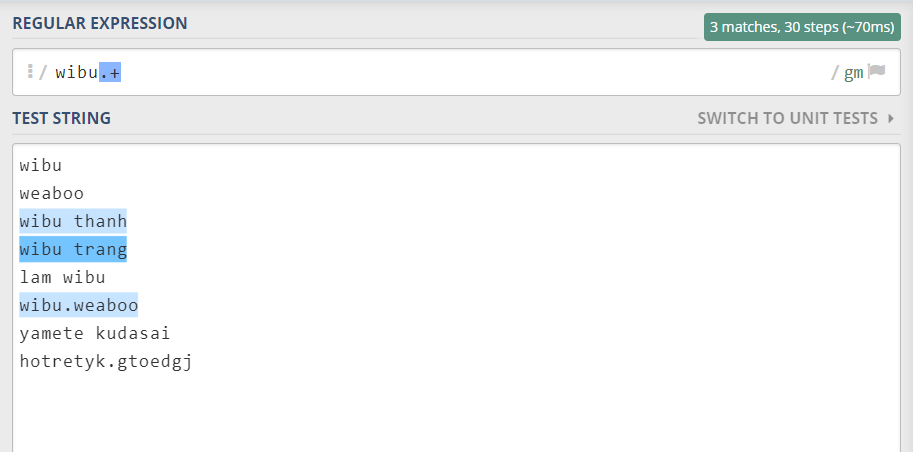 REGULAR EXPRESSION
3 matches, 30 steps (~70ms)
/ wibu.+ / gm
TEST STRING
SWITCH TO UNIT TESTS
wibu
weaboo
wibu thanh
wibu trang
lam wibu
wibu.weaboo
yamete kudasai
hotretyk.gtoedgj